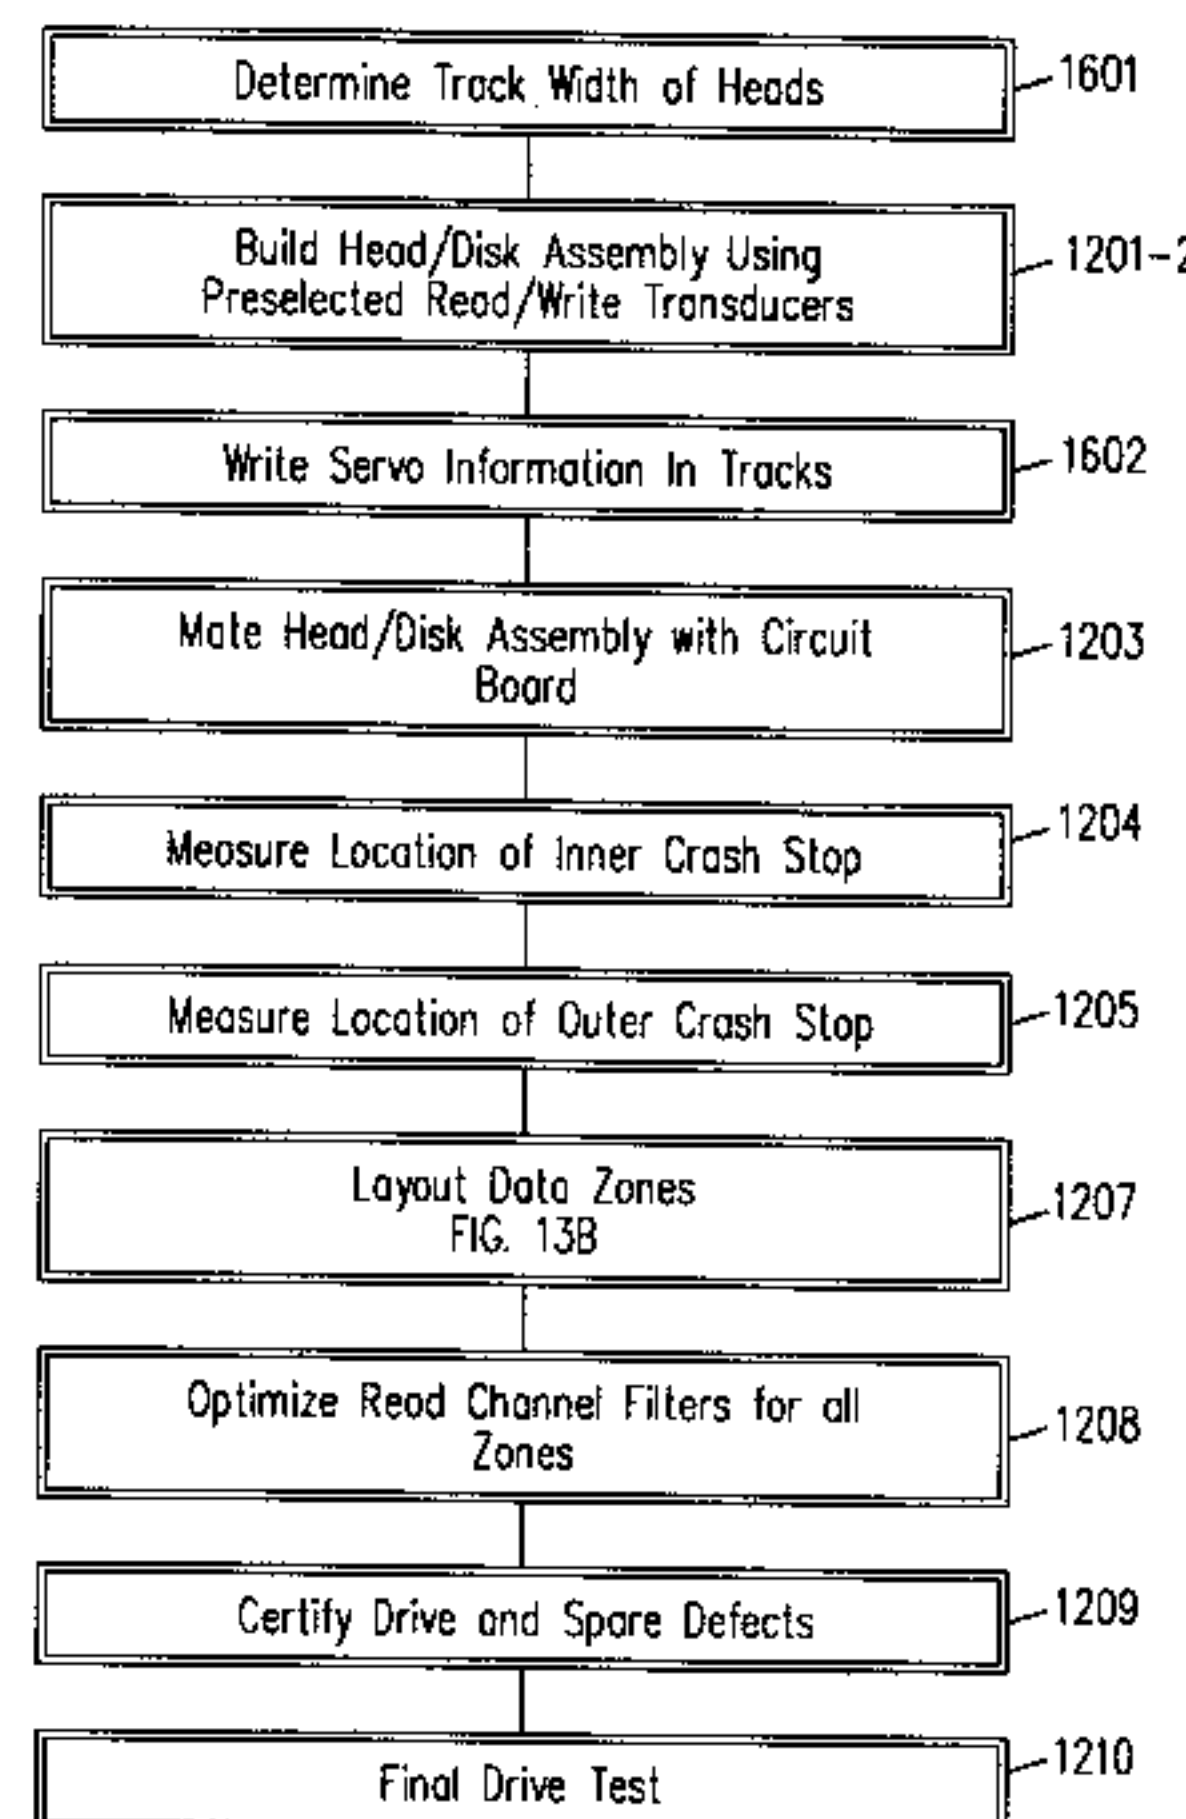 Determine Track Width of Heads
1601
Build Head/Disk Assembly Using
Preselected Read/Write Transducers
1201-2
Write Servo Information In Tracks
1602
Mate Head/Disk Assembly with Circuit
Board
1203
Measure Location of Inner Crash Stop
1204
Measure Location of Outer Crash Stop
1205
Layout Data Zones
FIG. 13B
1207
Optimize Read Channel Filters for all
Zones
1208
Certify Drive and Spare Defects
1209
Final Drive Test
1210